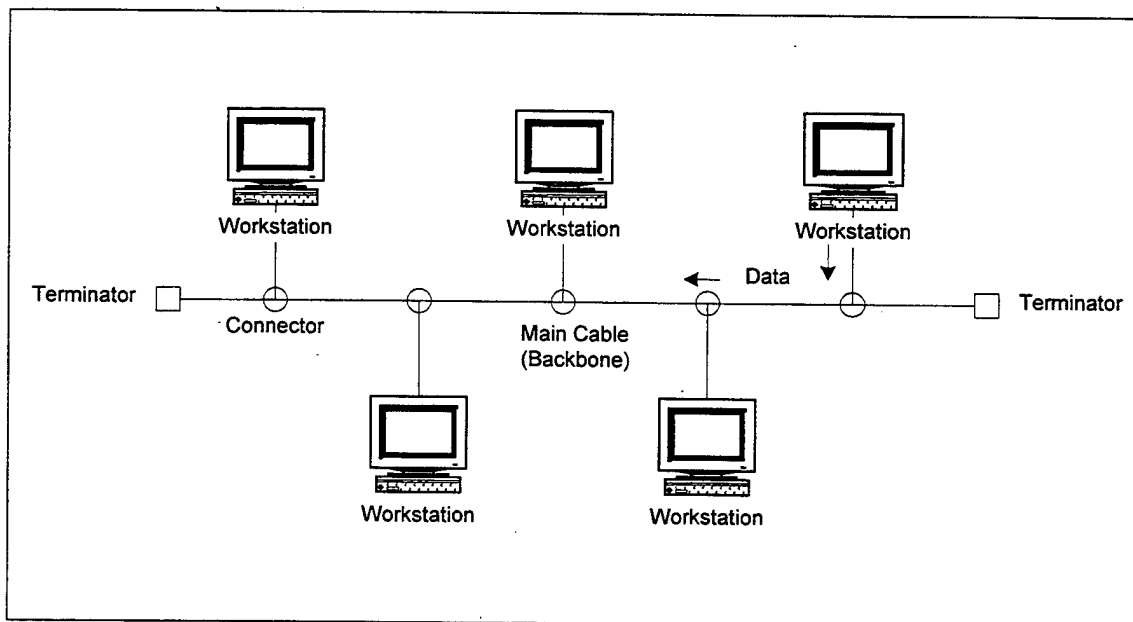 Workstation
Workstation
Workstation
Terminator
Data
Terminator
Connector
Main Cable
(Backbone)
Workstation
Workstation